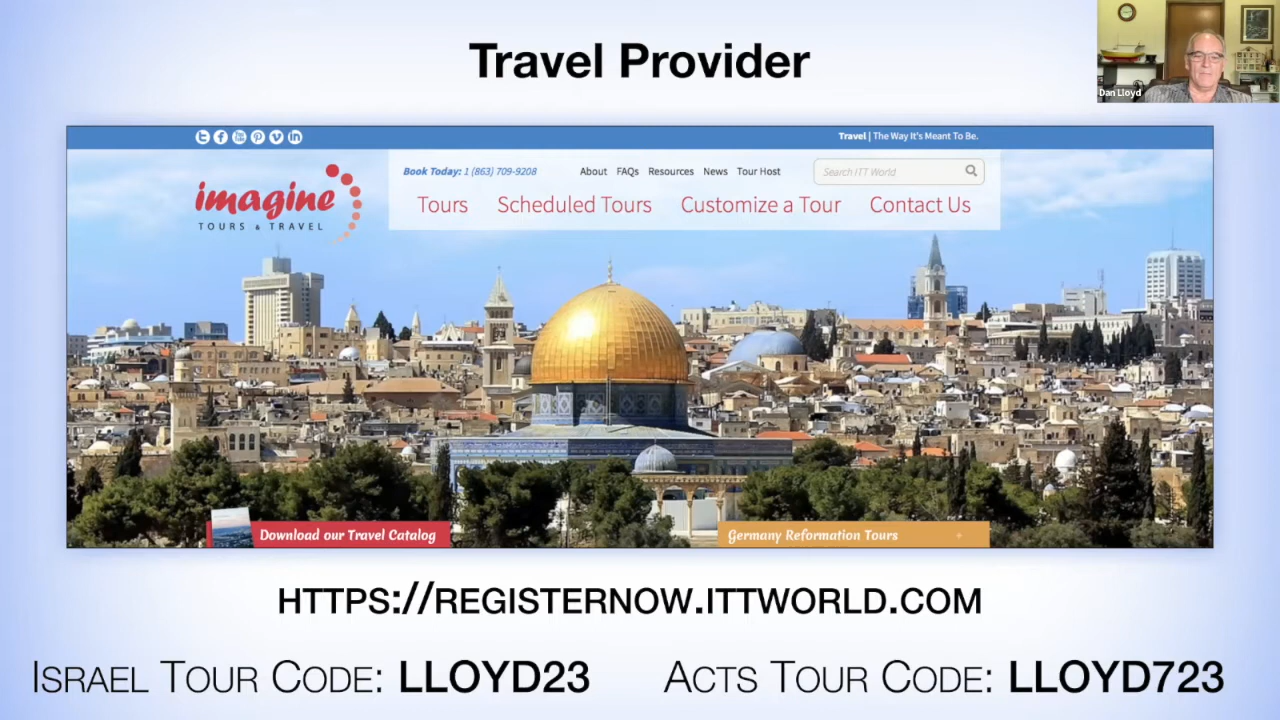 Travel Provider
Dan Lloyd
Travel | The Way It's Meant To Be.
Book Today: 1 (863) 709-9208
About FAQs Resources News Tour Host
Search ITT World
imagine
TOURS & TRAVEL
Tours Scheduled Tours Customize a Tour Contact Us
Download our Travel Catalog
Germany Reformation Tours
HTTPS://REGISTERNOW.ITTWORLD.COM
ISRAEL TOUR CODE: LLOYD23
ACTS TOUR CODE: LLOYD723